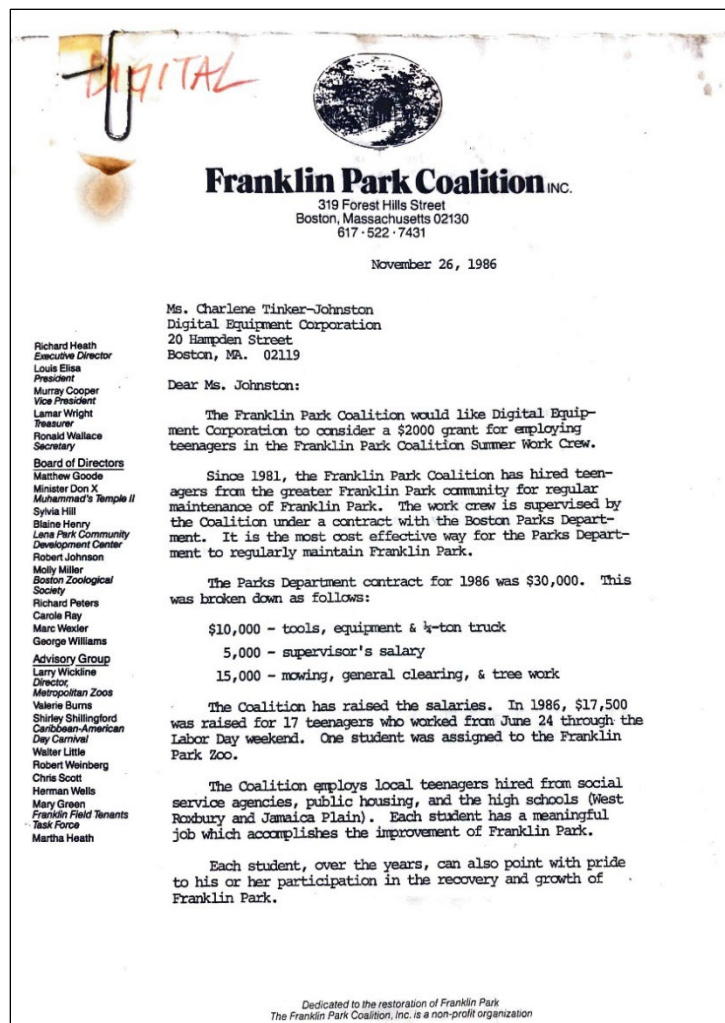 DIGITAL
Franklin Park Coalition INC.
319 Forest Hills Street
Boston, Massachusetts 02130
617 · 522 · 7431
November 26, 1986
Ms. Charlene Tinker-Johnston
Digital Equipment Corporation
20 Hampden Street
Boston, MA. 02119
Dear Ms. Johnston:
The Franklin Park Coalition would like Digital Equip-
ment Corporation to consider a $2000 grant for employing
teenagers in the Franklin Park Coalition Summer Work Crew.
Since 1981, the Franklin Park Coalition has hired teen-
agers from the greater Franklin Park community for regular
maintenance of Franklin Park. The work crew is supervised by
the Coalition under a contract with the Boston Parks Depart-
ment. It is the most cost effective way for the Parks Depart-
ment to regularly maintain Franklin Park.
The Parks Department contract for 1986 was $30,000. This
was broken down as follows:
$10,000 - tools, equipment & ¼-ton truck
5,000 - supervisor's salary
15,000 - mowing, general clearing, & tree work
The Coalition has raised the salaries. In 1986, $17,500
was raised for 17 teenagers who worked from June 24 through the
Labor Day weekend. One student was assigned to the Franklin
Park Zoo.
The Coalition employs local teenagers hired from social
service agencies, public housing, and the high schools (West
Roxbury and Jamaica Plain). Each student has a meaningful
job which accomplishes the improvement of Franklin Park.
Each student, over the years, can also point with pride
to his or her participation in the recovery and growth of
Franklin Park.
Richard Heath
Executive Director
Louis Elisa
President
Murray Cooper
Vice President
Lamar Wright
Treasurer
Ronald Wallace
Secretary
Board of Directors
Matthew Goode
Minister Don X
Muhammad's Temple II
Sylvia Hill
Blaine Henry
Lena Park Community
Development Center
Robert Johnson
Molly Miller
Boston Zoological
Society
Richard Peters
Carole Ray
Marc Wexler
George Williams
Advisory Group
Larry Wickline
Director,
Metropolitan Zoos
Valerie Burns
Shirley Shillingford
Caribbean-American
Day Carnival
Walter Little
Robert Weinberg
Chris Scott
Herman Wells
Mary Green
Franklin Field Tenants
Task Force
Martha Heath
Dedicated to the restoration of Franklin Park
The Franklin Park Coalition, Inc. is a non-profit organization